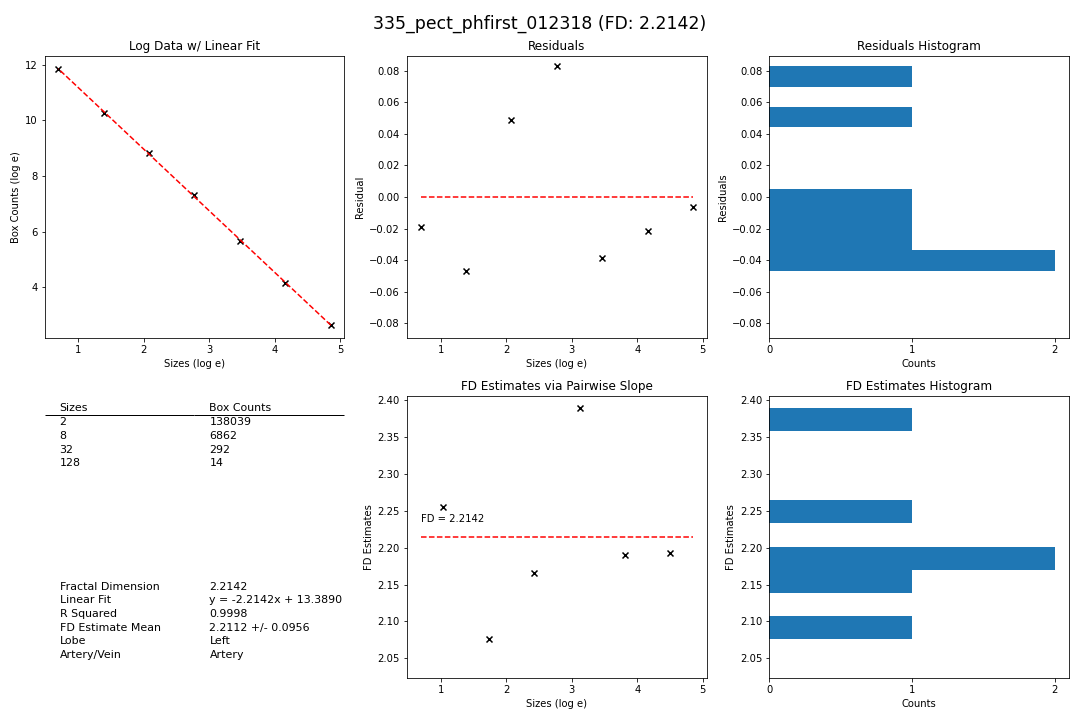 335_pect_phfirst_012318 (FD: 2.2142)
Log Data w/ Linear Fit
12
10
8
6
4
Box Counts (log e)
1 2 3 4 5
Sizes (log e)
Residuals
0.08
0.06
0.04
0.02
0.00
−0.02
−0.04
−0.06
−0.08
Residual
1 2 3 4 5
Sizes (log e)
Residuals Histogram
0.08
0.06
0.04
0.02
0.00
−0.02
−0.04
−0.06
−0.08
Residuals
0 1 2
Counts
Sizes Box Counts
2 138039
8 6862
32 292
128 14
Fractal Dimension 2.2142
Linear Fit y = -2.2142x + 13.3890
R Squared 0.9998
FD Estimate Mean 2.2112 +/- 0.0956
Lobe Left
Artery/Vein Artery
FD Estimates via Pairwise Slope
2.40
2.35
2.30
2.25
2.20
2.15
2.10
2.05
FD Estimates
FD = 2.2142
1 2 3 4 5
Sizes (log e)
FD Estimates Histogram
2.40
2.35
2.30
2.25
2.20
2.15
2.10
2.05
FD Estimates
0 1 2
Counts